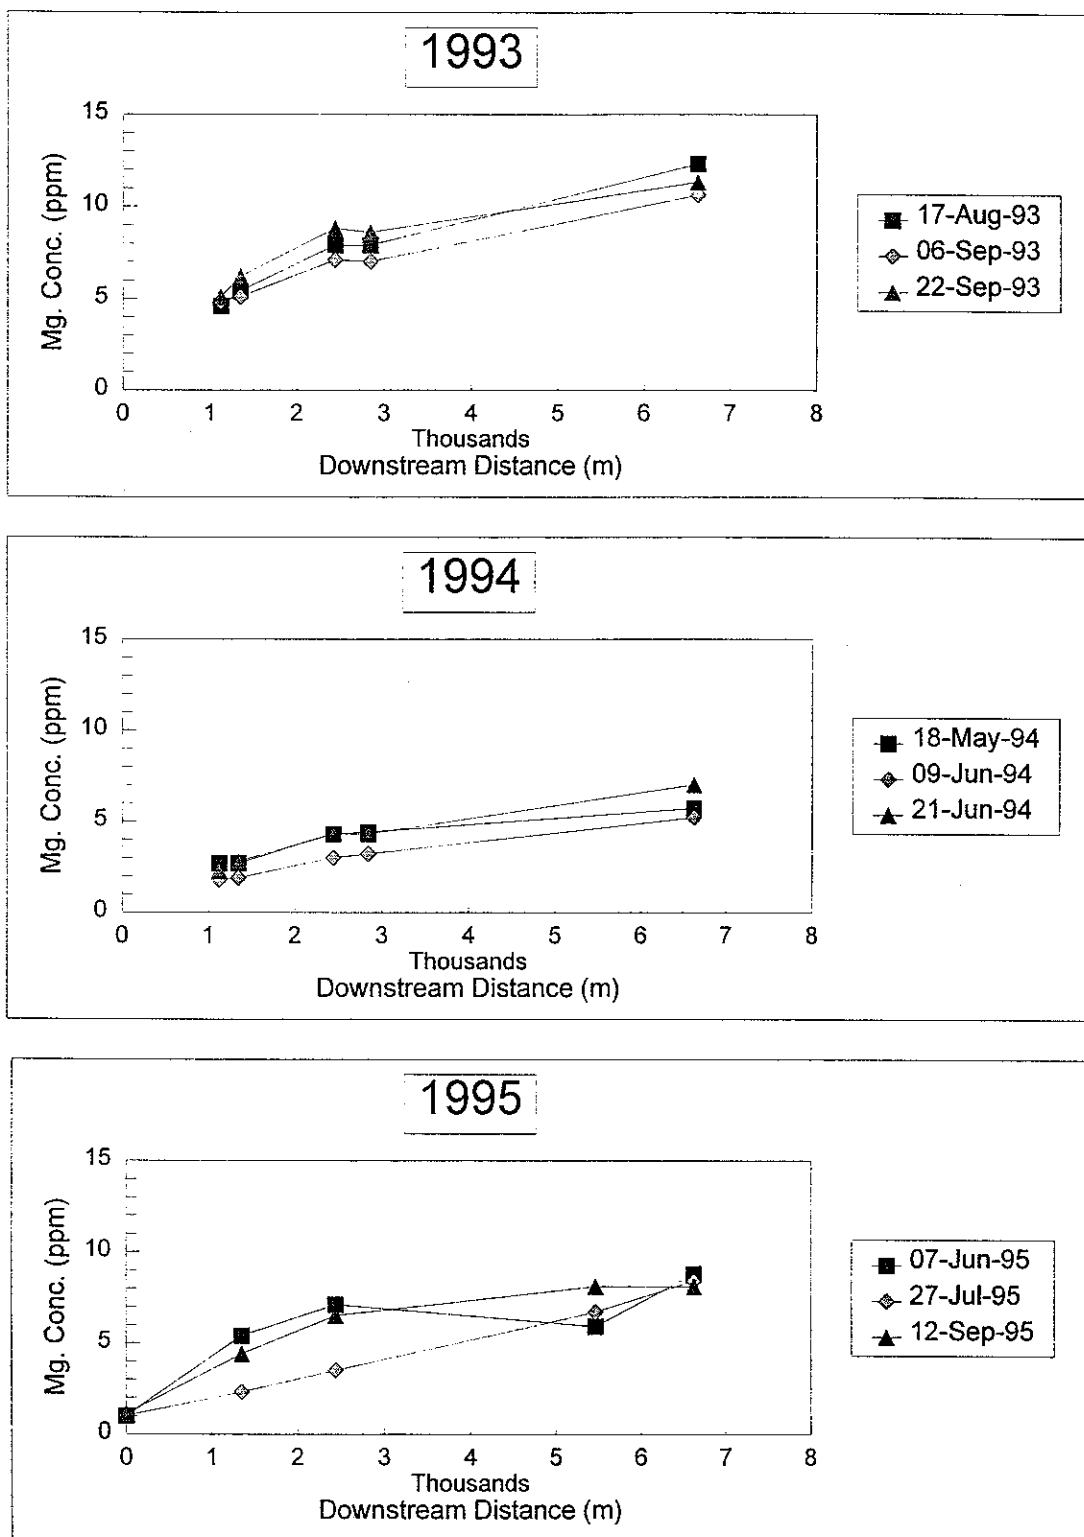 1993
15
10
5
0
Mg. Conc. (ppm)
0 1 2 3 4 5 6 7 8
Thousands
Downstream Distance (m)
17-Aug-93
06-Sep-93
22-Sep-93
1994
15
10
5
0
Mg. Conc. (ppm)
0 1 2 3 4 5 6 7 8
Thousands
Downstream Distance (m)
18-May-94
09-Jun-94
21-Jun-94
1995
15
10
5
0
Mg. Conc. (ppm)
0 1 2 3 4 5 6 7 8
Thousands
Downstream Distance (m)
07-Jun-95
27-Jul-95
12-Sep-95